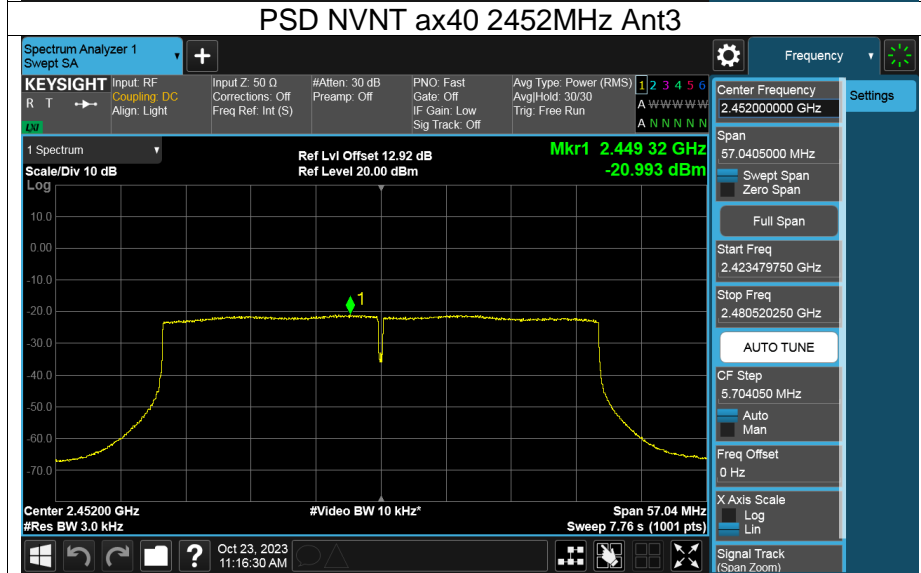 PSD NVNT ax40 2452MHz Ant3
Spectrum Analyzer 1
Swept SA
+
Frequency
KEYSIGHT
R T
LXI
Input: RF
Coupling: DC
Align: Light
Input Z: 50 Ω
Corrections: Off
Freq Ref: Int (S)
#Atten: 30 dB
Preamp: Off
PNO: Fast
Gate: Off
IF Gain: Low
Sig Track: Off
Avg Type: Power (RMS)
Avg|Hold: 30/30
Trig: Free Run
1 2 3 4 5 6
A W W W W W
A N N N N N
1 Spectrum
Scale/Div 10 dB
Log
Ref Lvl Offset 12.92 dB
Ref Level 20.00 dBm
Mkr1 2.449 32 GHz
-20.993 dBm
10.0
0.00
-10.0
-20.0
-30.0
-40.0
-50.0
-60.0
-70.0
1
Center 2.45200 GHz
#Res BW 3.0 kHz
#Video BW 10 kHz*
Span 57.04 MHz
Sweep 7.76 s (1001 pts)
?
Oct 23, 2023
11:16:30 AM
Center Frequency
2.452000000 GHz
Span
57.0405000 MHz
Swept Span
Zero Span
Full Span
Start Freq
2.423479750 GHz
Stop Freq
2.480520250 GHz
AUTO TUNE
CF Step
5.704050 MHz
Auto
Man
Freq Offset
0 Hz
X Axis Scale
Log
Lin
Signal Track
(Span Zoom)
Settings